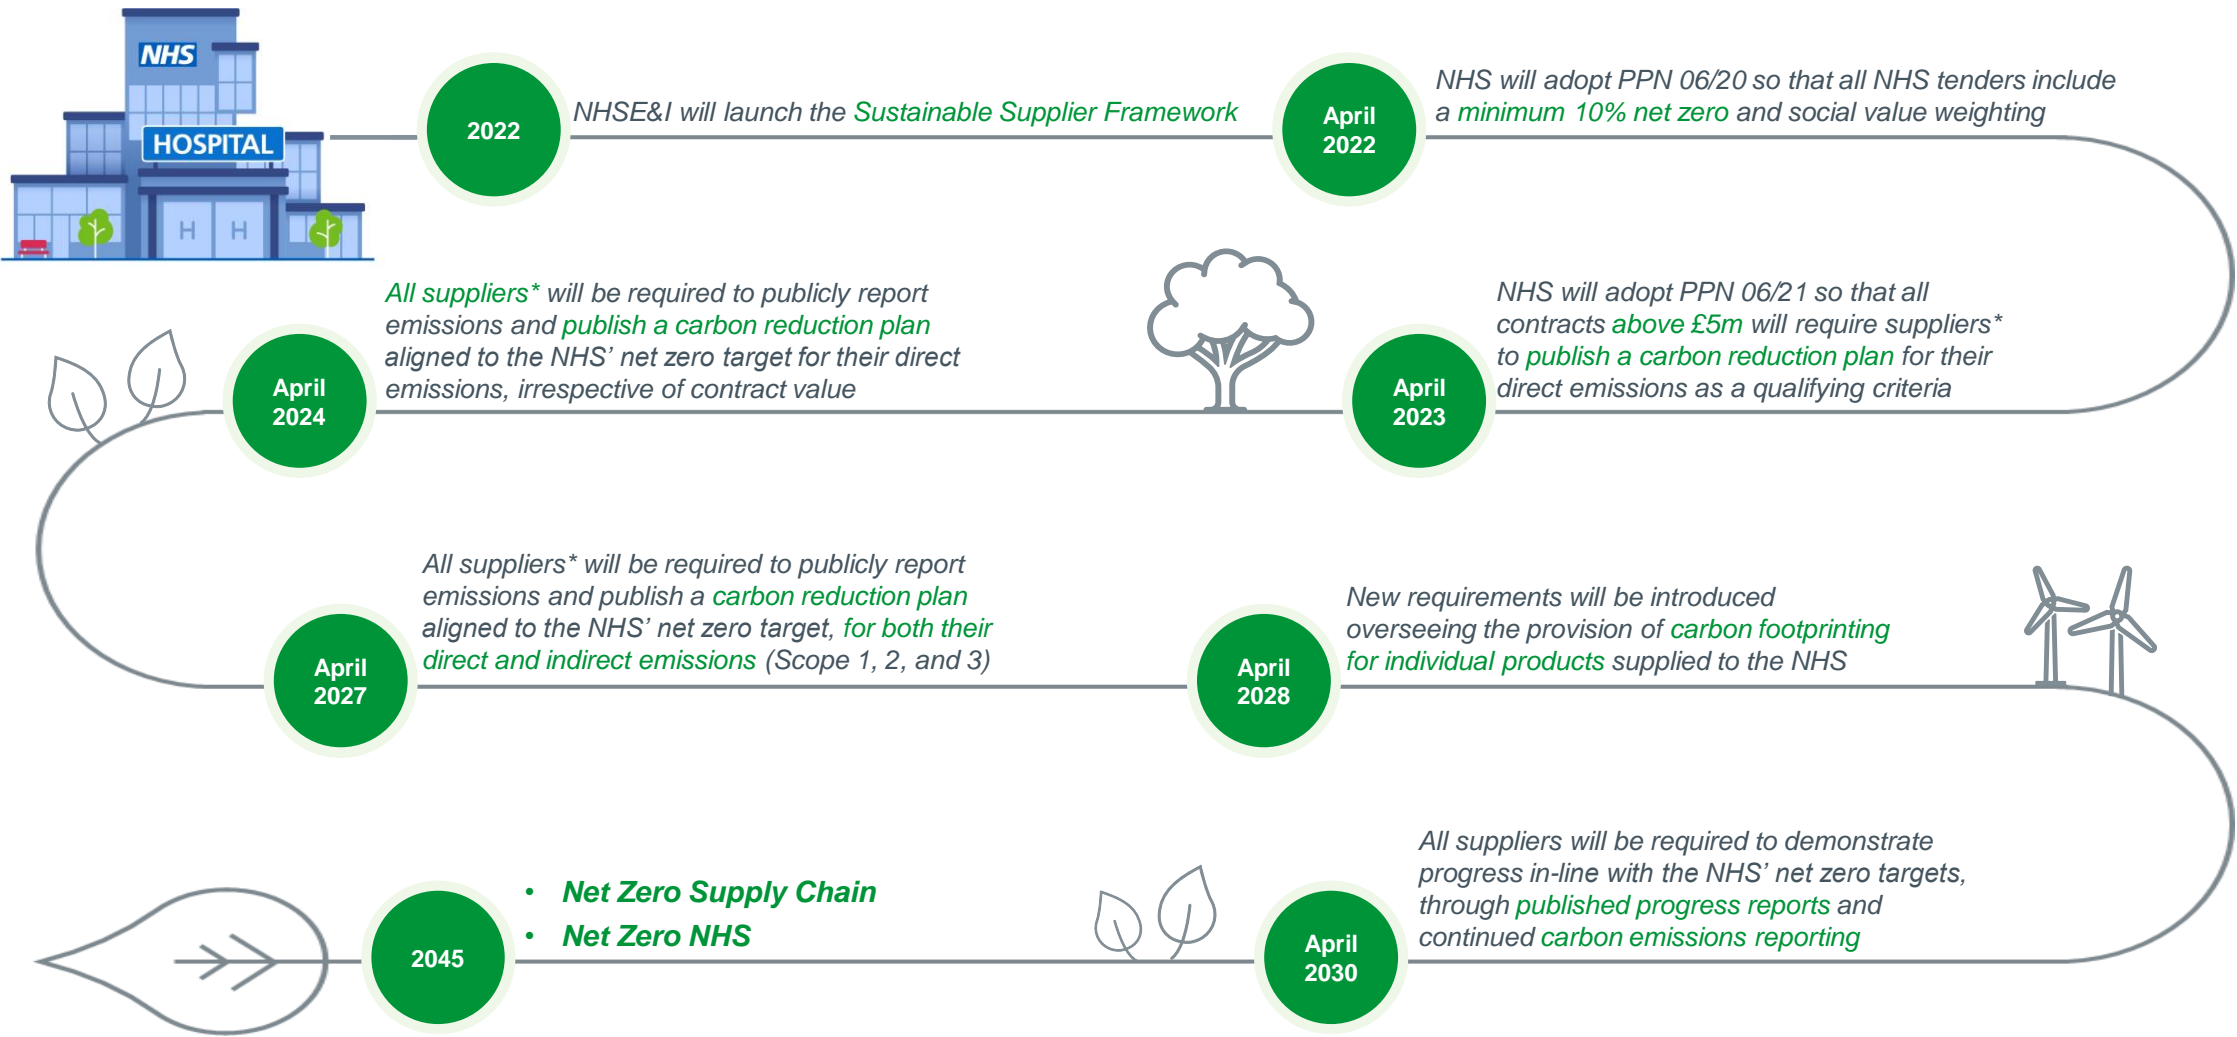 NHS
HOSPITAL
H H
2022
NHSE&I will launch the Sustainable Supplier Framework
April
2022
NHS will adopt PPN 06/20 so that all NHS tenders include
a minimum 10% net zero and social value weighting
April
2023
NHS will adopt PPN 06/21 so that all
contracts above £5m will require suppliers*
to publish a carbon reduction plan for their
direct emissions as a qualifying criteria
April
2024
All suppliers* will be required to publicly report
emissions and publish a carbon reduction plan
aligned to the NHS’ net zero target for their direct
emissions, irrespective of contract value
April
2027
All suppliers* will be required to publicly report
emissions and publish a carbon reduction plan
aligned to the NHS’ net zero target, for both their
direct and indirect emissions (Scope 1, 2, and 3)
April
2028
New requirements will be introduced
overseeing the provision of carbon footprinting
for individual products supplied to the NHS
April
2030
All suppliers will be required to demonstrate
progress in-line with the NHS’ net zero targets,
through published progress reports and
continued carbon emissions reporting
2045
• Net Zero Supply Chain
• Net Zero NHS